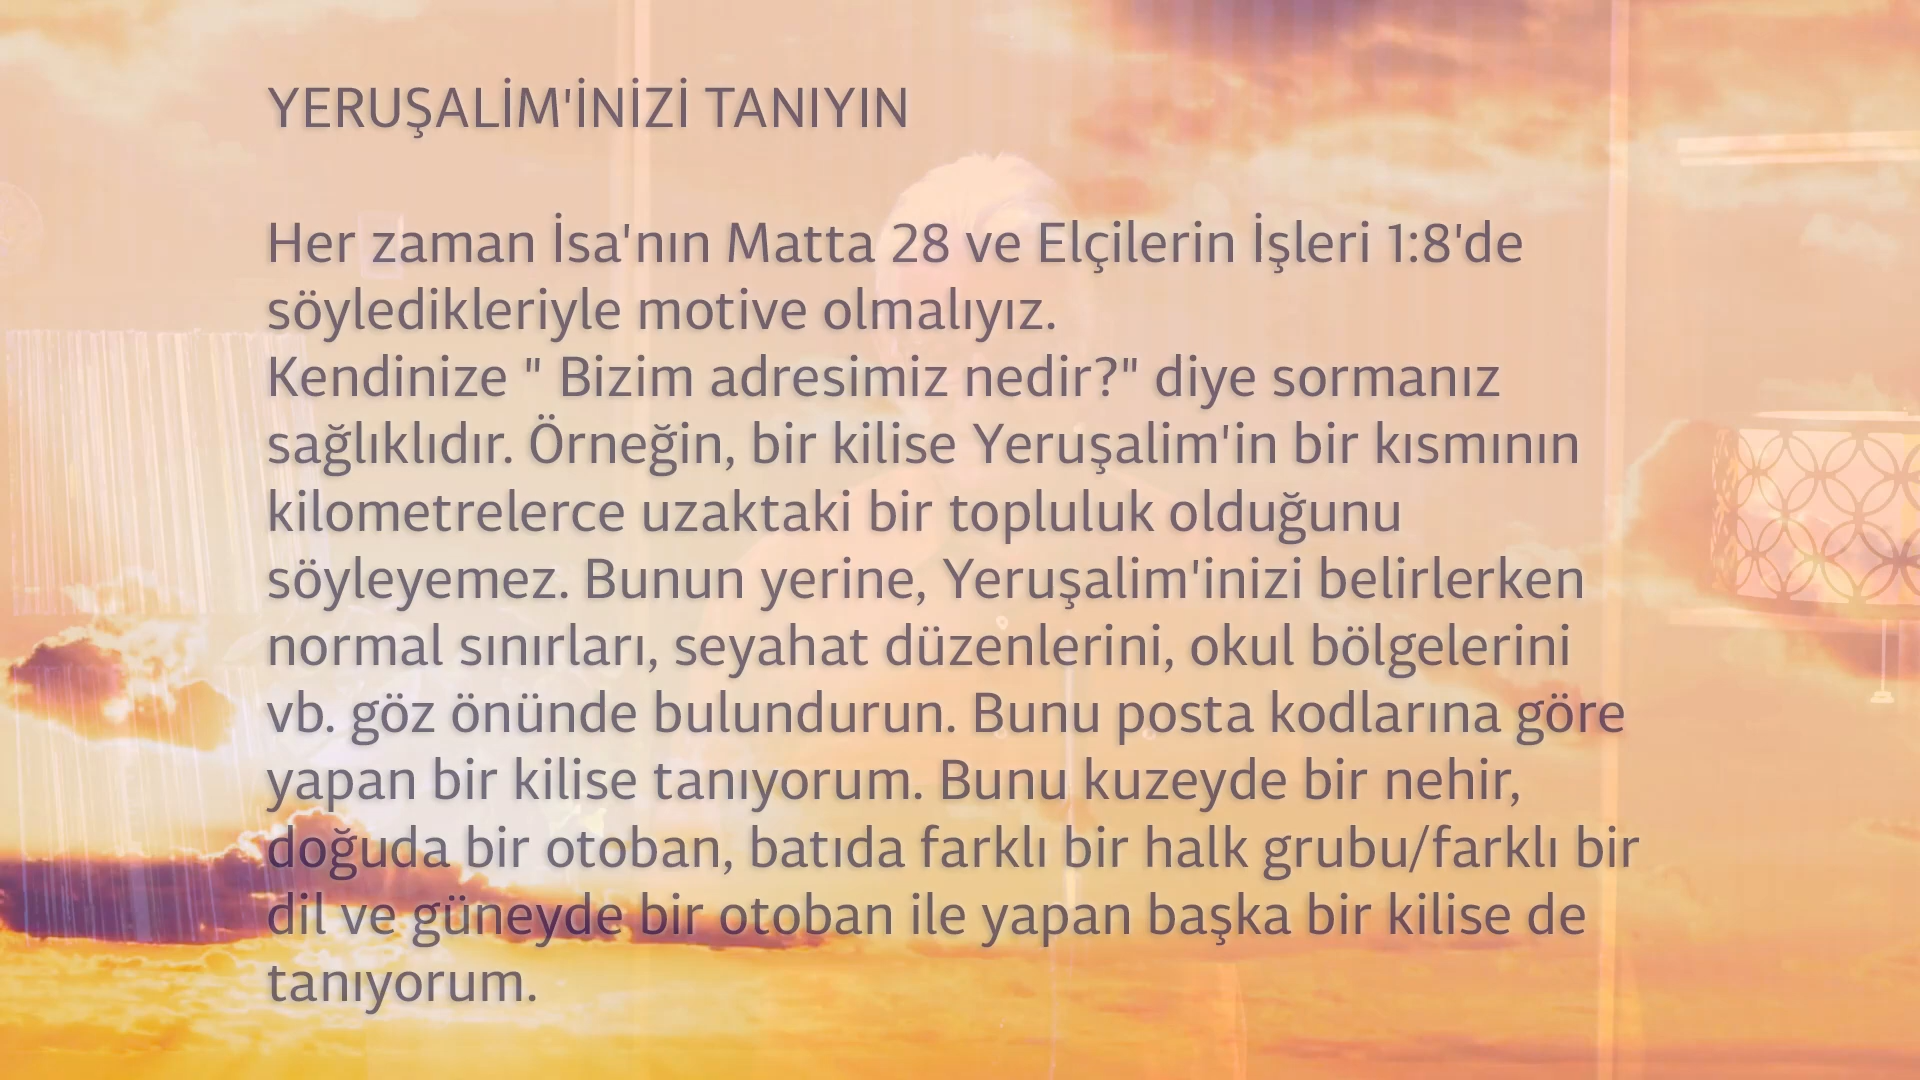 YERUŞALİM'İNİZİ TANIYIN
Her zaman İsa'nın Matta 28 ve Elçilerin İşleri 1:8'de
söyledikleriyle motive olmalıyız.
Kendinize " Bizim adresimiz nedir?" diye sormanız
sağlıklıdır. Örneğin, bir kilise Yeruşalim'in bir kısmının
kilometrelerce uzaktaki bir topluluk olduğunu
söyleyemez. Bunun yerine, Yeruşalim'inizi belirlerken
normal sınırları, seyahat düzenlerini, okul bölgelerini
vb. göz önünde bulundurun. Bunu posta kodlarına göre
yapan bir kilise tanıyorum. Bunu kuzeyde bir nehir,
doğuda bir otoban, batıda farklı bir halk grubu/farklı bir
dil ve güneyde bir otoban ile yapan başka bir kilise de
tanıyorum.